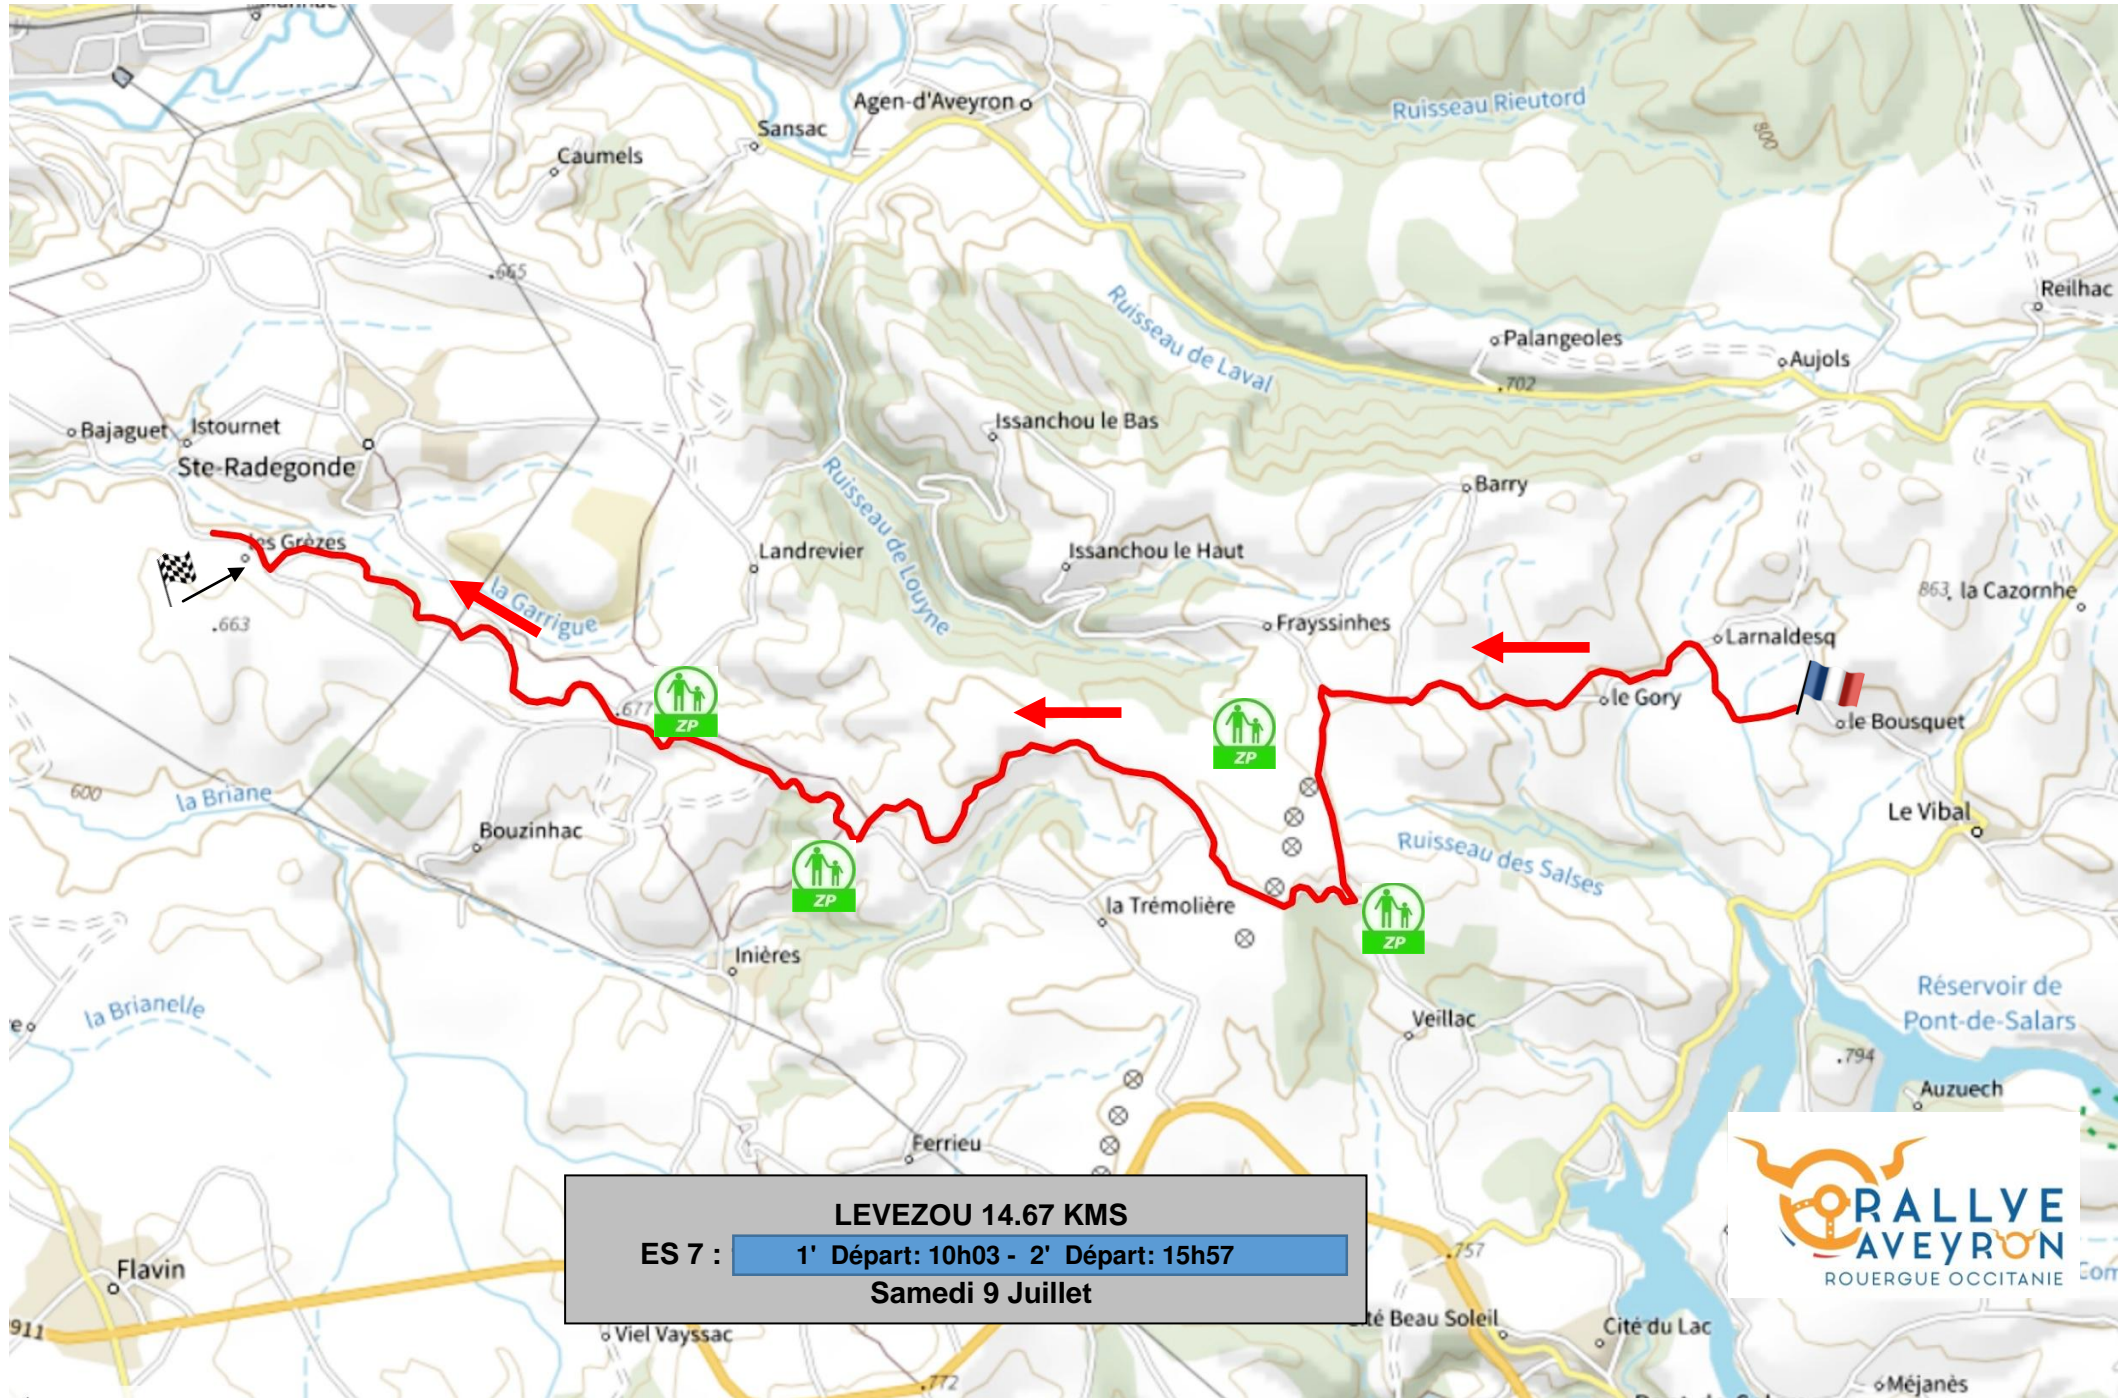 Agen-d'Aveyron
Ruisseau Rieutord
Sansac
800
Caumels
665
Reilhac
Ruisseau de Laval
Palangeoles
Aujols
702
Bajaguet
Istournet
Issanchou le Bas
Ste-Radegonde
Barry
Ruisseau de Louyne
les Grèzes
Landrevier
Issanchou le Haut
863
la Cazornhe
la Garrigue
663
Frayssinhes
Larnaldesq
677
ZP
le Gory
le Bousquet
ZP
600
la Briane
Le Vibal
Bouzinhac
Ruisseau des Salses
ZP
la Trémolière
ZP
Inières
la Brianelle
Veillac
Réservoir de
Pont-de-Salars
794
Auzuech
Ferrieu
LEVEZOU 14.67 KMS
ES 7 :
1' Départ: 10h03 - 2' Départ: 15h57
Samedi 9 Juillet
RALLYE
AVEYRON
ROUERGUE OCCITANIE
757
Flavin
911
Viel Vayssac
té Beau Soleil
Cité du Lac
772
Méjanès